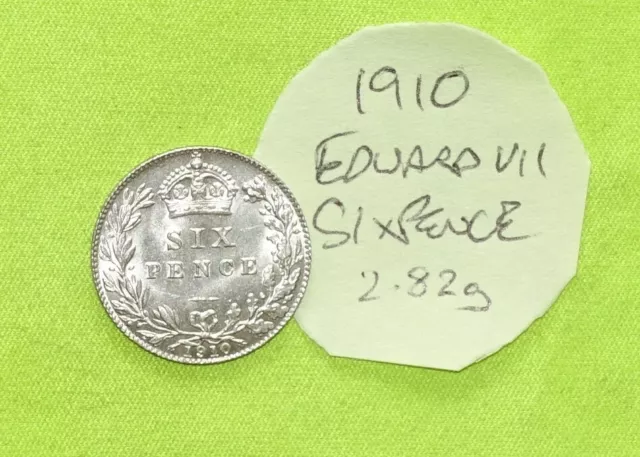 SIX
PENCE
1910
1910
EDWARD VII
SIXPENCE
2.82g